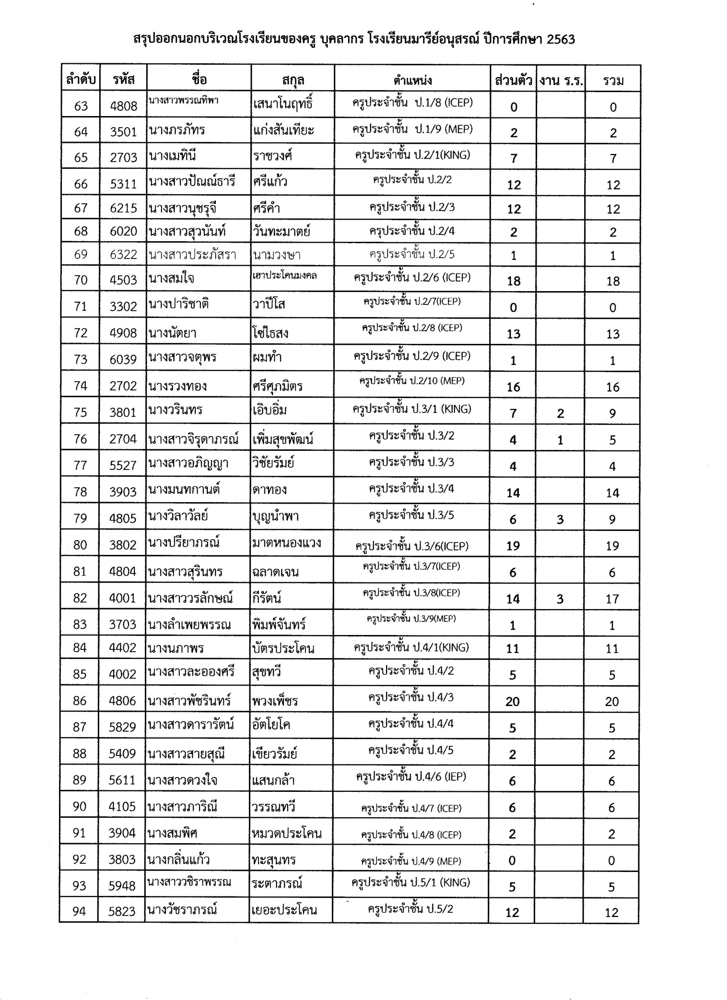 สรุปออกนอกบริเวณโรงเรียนของครู บุคลากร โรงเรียนมารีย์อนุสรณ์ ปีการศึกษา 2563
ลำดับ รหัส ชื่อ สกุล ตำแหน่ง ส่วนตัว งาน ร.ร. รวม
63 4808 นางสาวพรรณทิพา เสนาโนฤทธิ์ ครูประจำชั้น ป.1/8 (ICEP) 0 0
64 3501 นางภรภัทร แก่งสันเทียะ ครูประจำชั้น ป.1/9 (MEP) 2 2
65 2703 นางเมทินี ราชวงศ์ ครูประจำชั้น ป.2/1(KING) 7 7
66 5311 นางสาวปัณณ์ธารี ศรีแก้ว ครูประจำชั้น ป.2/2 12 12
67 6215 นางสาวนุชรุจี ศรีคำ ครูประจำชั้น ป.2/3 12 12
68 6020 นางสาวสุวนันท์ วันทะมาตย์ ครุประจำชั้น ป.2/4 2 2
69 6322 นางสาวประภัสรา นามวงษา ครูประจำชั้น ป.2/5 1 1
70 4503 นางสมใจ เฮาประโคนมงคล ครูประจำชั้น ป.2/6 (ICEP) 18 18
71 3302 นางปาริชาติ วาปีโส ครูประจำชั้น ป.2/7(ICEP) 0 0
72 4908 นางนัตยา โซ่ไธสง ครูประจำชั้น ป.2/8 (ICEP) 13 13
73 6039 นางสาวจตุพร ผมทำ ครูประจำชั้น ป.2/9 (ICEP) 1 1
74 2702 นางรวงทอง ศรีศุภมิตร ครูประจำชั้น ป.2/10 (MEP) 16 16
75 3801 นางวรินทร เอิบอิ่ม ครูประจำชั้น ป.3/1 (KING) 7 2 9
76 2704 นางสาวจิรุดาภรณ์ เพิ่มสุขพัฒน์ ครูประจำชั้น ป.3/2 4 1 5
77 5527 นางสาวอภิญญา วิชัยรัมย์ ครูประจำชั้น ป.3/3 4 4
78 3903 นางมนทกานต์ ดาทอง ครูประจำชั้น ป.3/4 14 14
79 4805 นางวิลาวัลย์ บุญนำพา ครูประจำชั้น ป.3/5 6 3 9
80 3802 นางปรียาภรณ์ มาตหนองแวง ครูประจำชั้น ป.3/6(ICEP) 19 19
81 4804 นางสาวสุรินทร ฉลาดเจน ครูประจำชั้น ป.3/7(ICEP) 6 6
82 4001 นางสาววรลักษณ์ กีรัตน์ ครูประจำชั้น ป.3/8(ICEP) 14 3 17
83 3703 นางลำเพยพรรณ พิมพ์จันทร์ ครูประจำชั้น ป.3/9(MEP) 1 1
84 4402 นางนภาพร บัตรประโคน ครูประจำชั้น ป.4/1(KING) 11 11
85 4002 นางสาวละอองศรี สุขทวี ครูประจำชั้น ป.4/2 5 5
86 4806 นางสาวพัชรินทร์ พวงเพ็ชร ครูประจำชั้น ป.4/3 20 20
87 5829 นางสาวดารารัตน์ อัตโยโค ครูประจำชั้น ป.4/4 5 5
88 5409 นางสาวสายสุณี เขียวรัมย์ ครูประจำชั้น ป.4/5 2 2
89 5611 นางสาวดวงใจ แสนกล้า ครูประจำชั้น ป.4/6 (IEP) 6 6
90 4105 นางสาวภาริณี วรรณทวี ครูประจำชั้น ป.4/7 (ICEP) 6 6
91 3904 นางสมพิศ หมวดประโคน ครูประจำชั้น ป.4/8 (ICEP) 2 2
92 3803 นางกลิ่นแก้ว ทะสุนทร ครูประจำชั้น ป.4/9 (MEP) 0 0
93 5948 นางสาววชิราพรรณ ระตาภรณ์ ครูประจำชั้น ป.5/1 (KING) 5 5
94 5823 นางวัชราภรณ์ เยอะประโคน ครูประจำชั้น ป.5/2 12 12